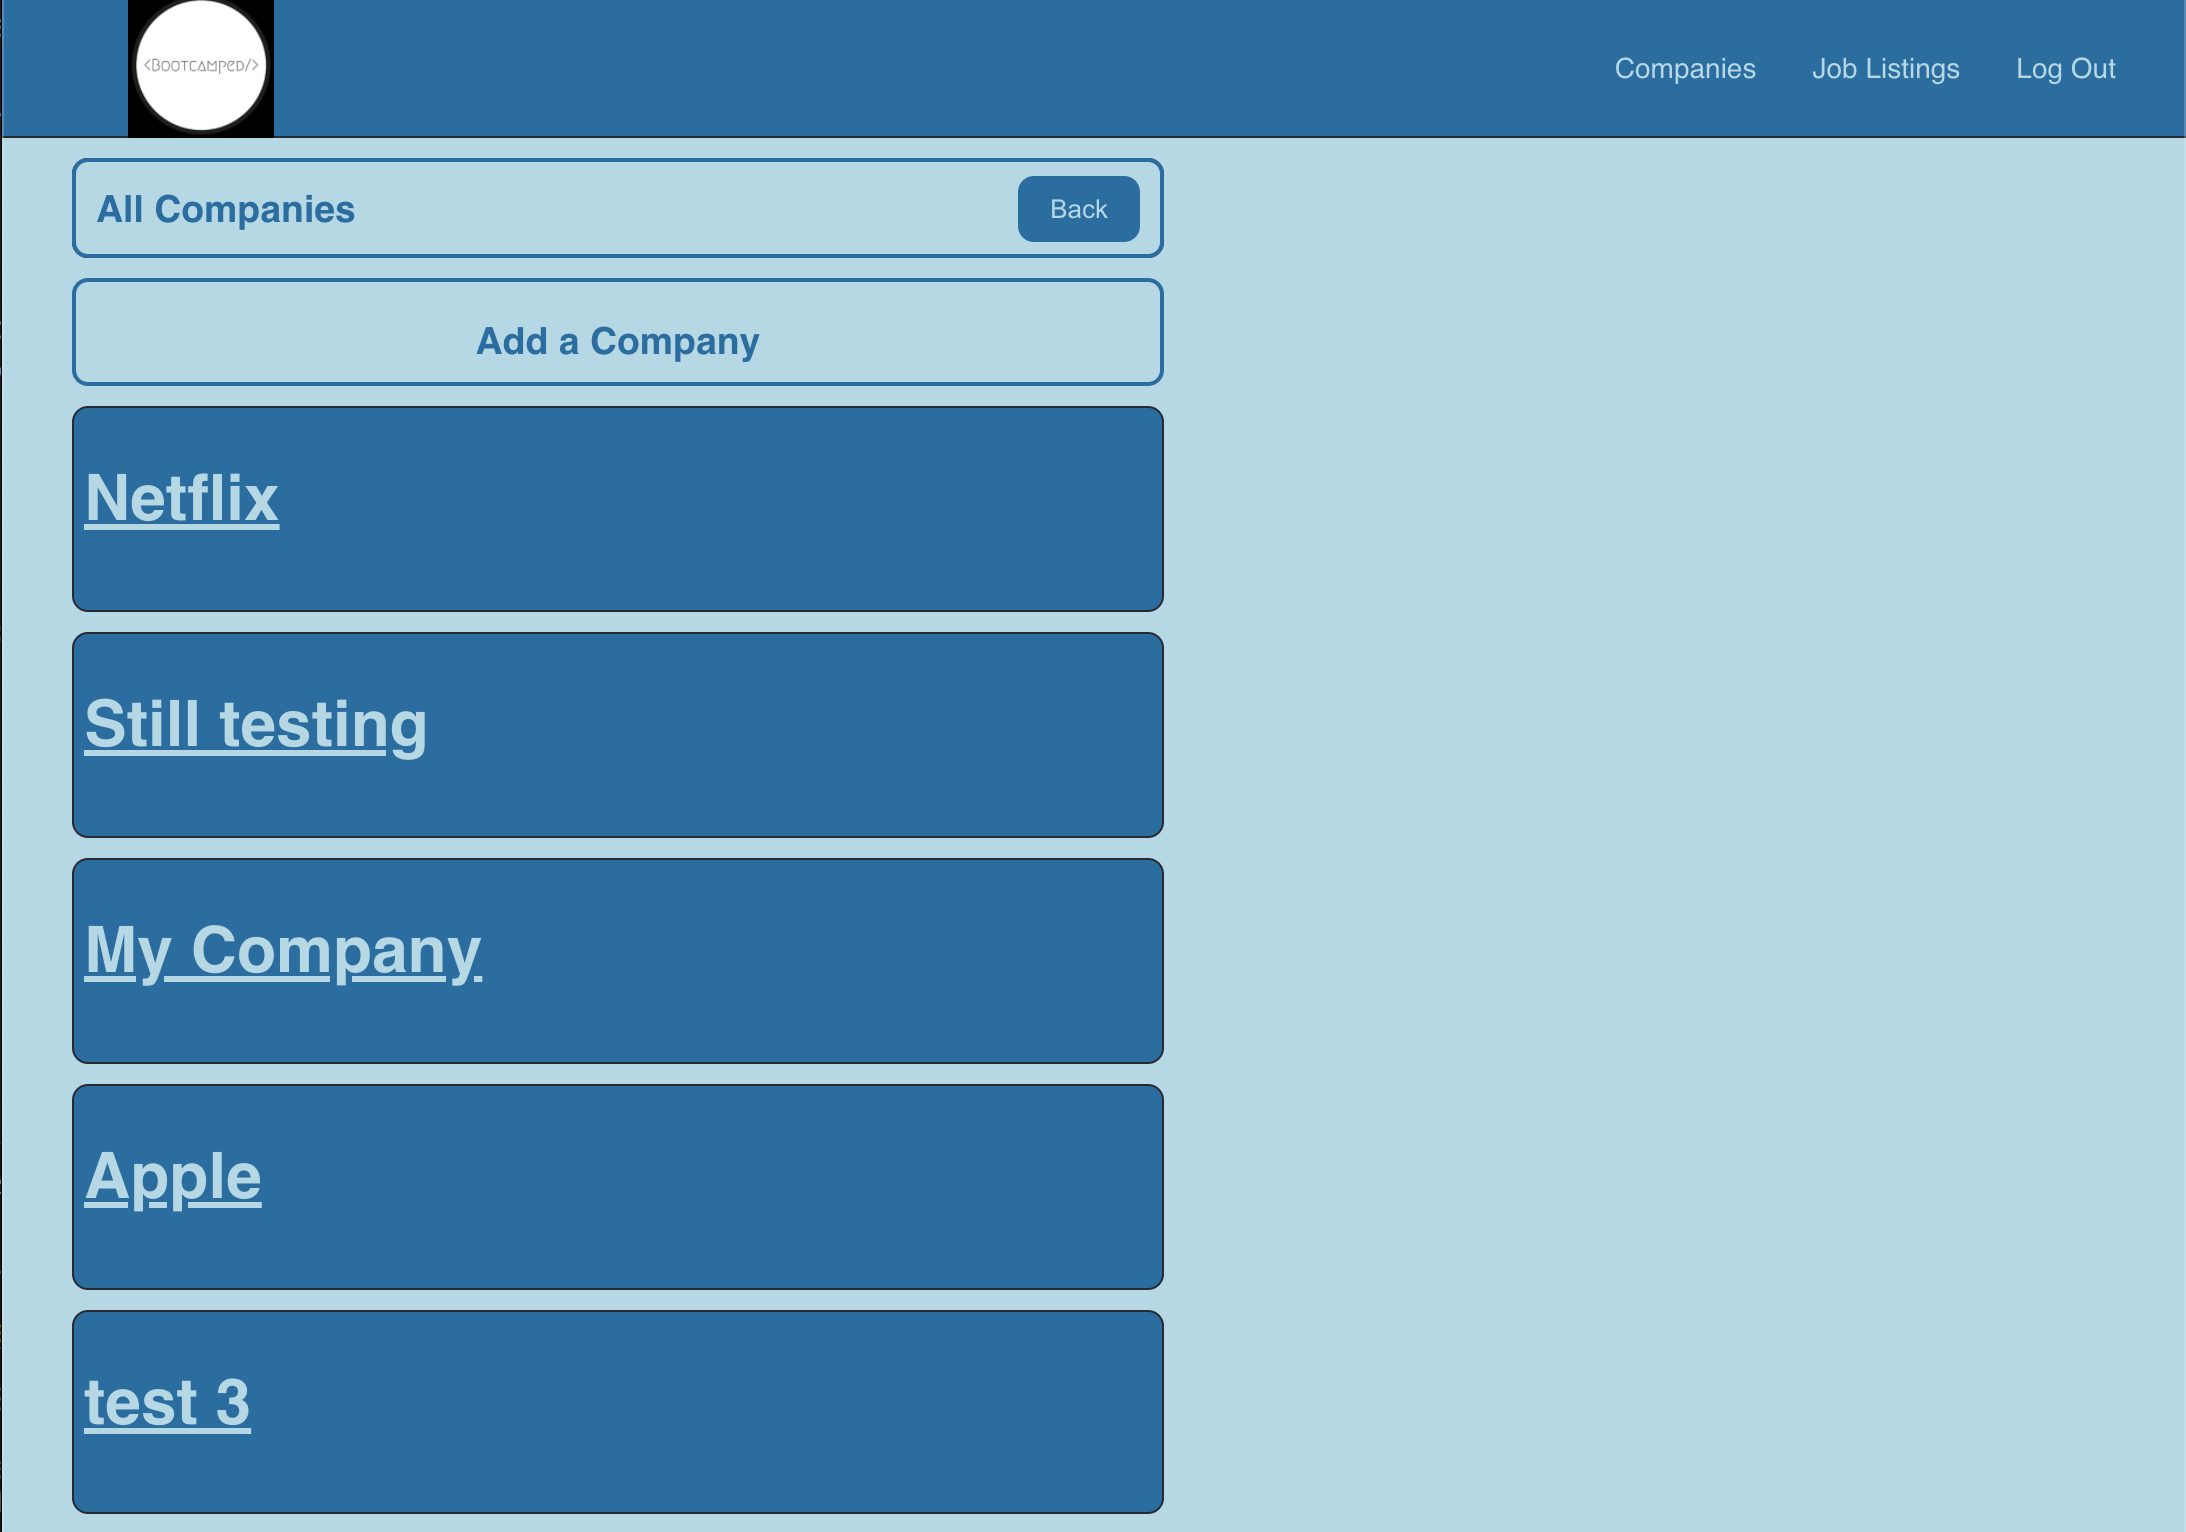 <Bootcamped/>
Companies Job Listings Log Out
All Companies Back
Add a Company
Netflix
Still testing
My Company
Apple
test 3